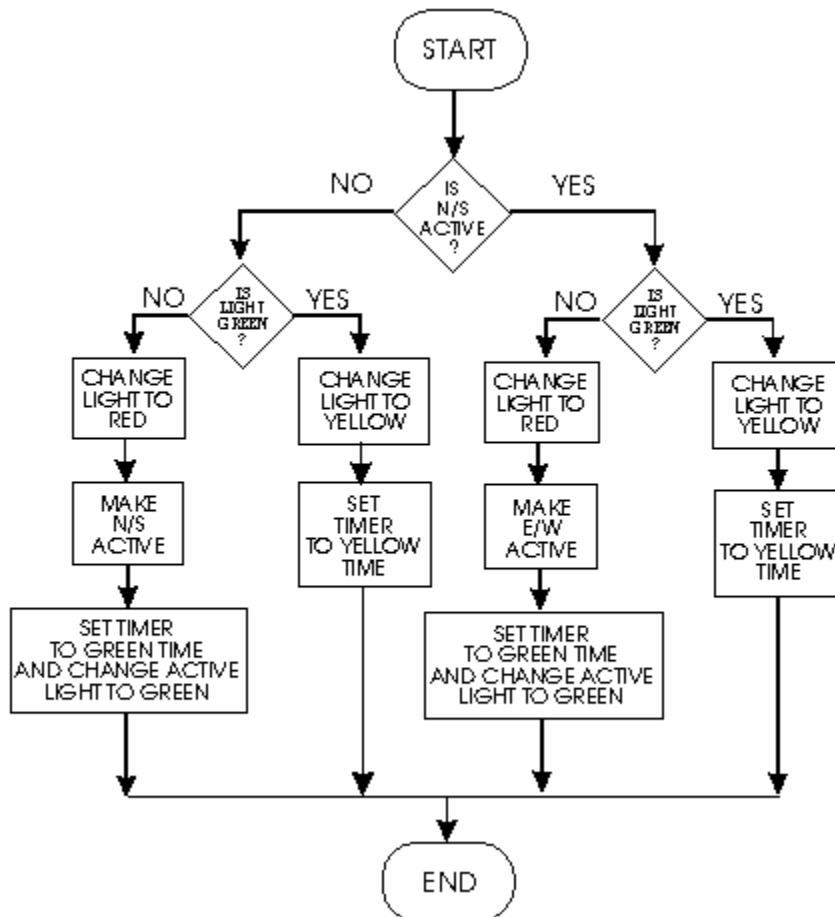 START
NO
YES
IS
N/S
ACTIVE
?
NO
IS
LIGHT
GREEN
?
YES
NO
IS
LIGHT
GREEN
?
YES
CHANGE
LIGHT TO
RED
CHANGE
LIGHT TO
YELLOW
CHANGE
LIGHT TO
RED
CHANGE
LIGHT TO
YELLOW
MAKE
N/S
ACTIVE
SET
TIMER
TO YELLOW
TIME
MAKE
E/W
ACTIVE
SET
TIMER
TO YELLOW
TIME
SET TIMER
TO GREEN TIME
AND CHANGE ACTIVE
LIGHT TO GREEN
SET TIMER
TO GREEN TIME
AND CHANGE ACTIVE
LIGHT TO GREEN
END